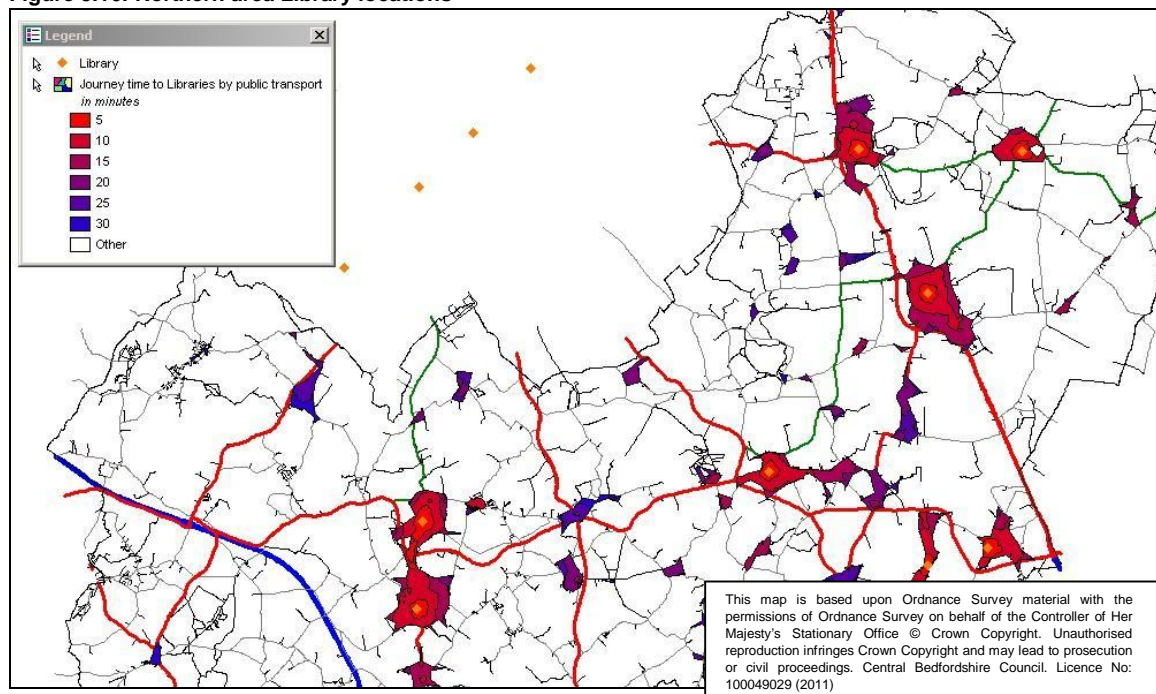 Figure 3.10: Northern area Library locations
Legend
Library
Journey time to Libraries by public transport
in minutes
5
10
15
20
25
30
Other
This map is based upon Ordnance Survey material with the
permissions of Ordnance Survey on behalf of the Controller of Her
Majesty's Stationary Office © Crown Copyright. Unauthorised
reproduction infringes Crown Copyright and may lead to prosecution
or civil proceedings. Central Bedfordshire Council. Licence No:
100049029 (2011)